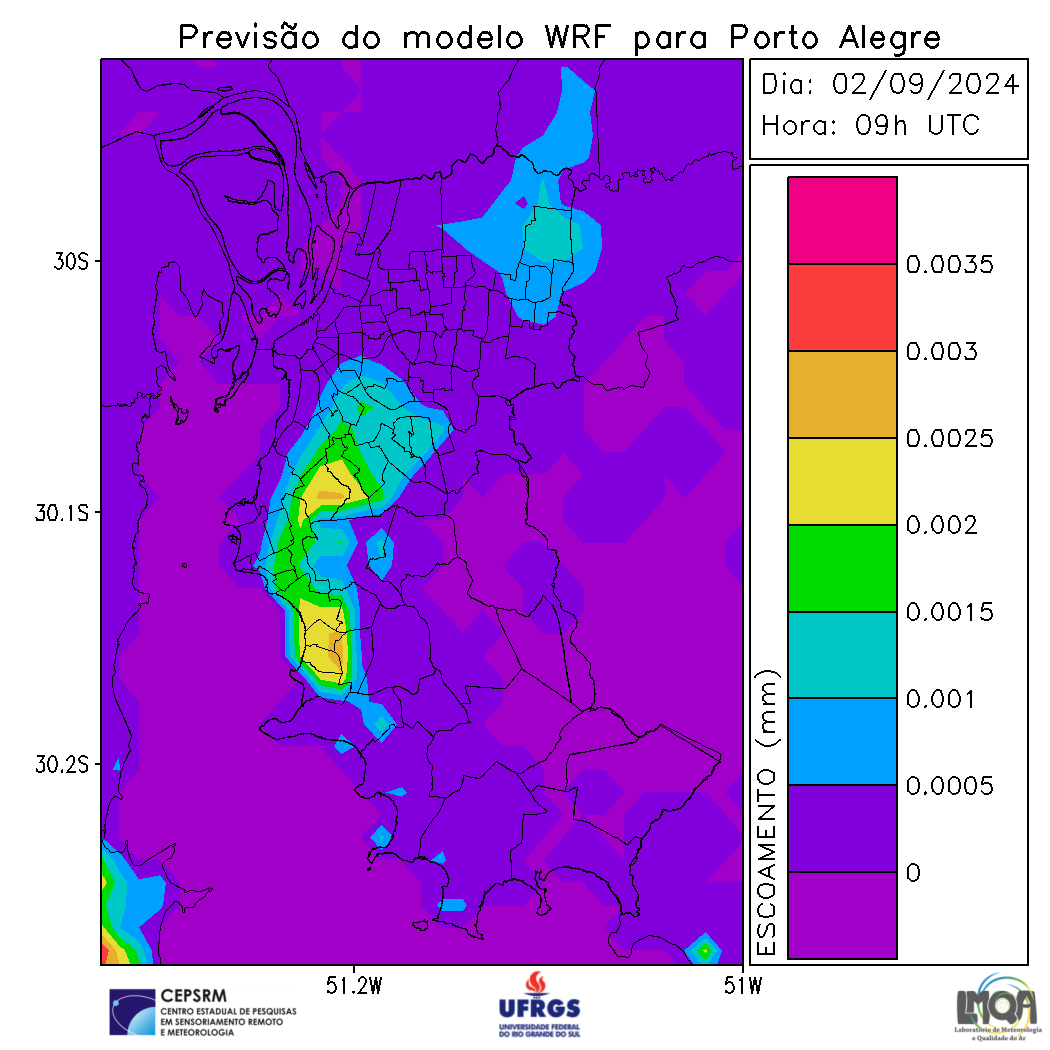 Previsão do modelo WRF para Porto Alegre
Dia: 02/09/2024
Hora: 09h UTC
30S
30.1S
30.2S
51.2W
51W
ESCOAMENTO (mm)
0.0035
0.003
0.0025
0.002
0.0015
0.001
0.0005
0
CEPSRM
CENTRO ESTADUAL DE PESQUISAS
EM SENSORIAMENTO REMOTO
E METEOROLOGIA
UFRGS
UNIVERSIDADE FEDERAL
DO RIO GRANDE DO SUL
LMQA
Laboratório de Meteorologia
e Qualidade do Ar